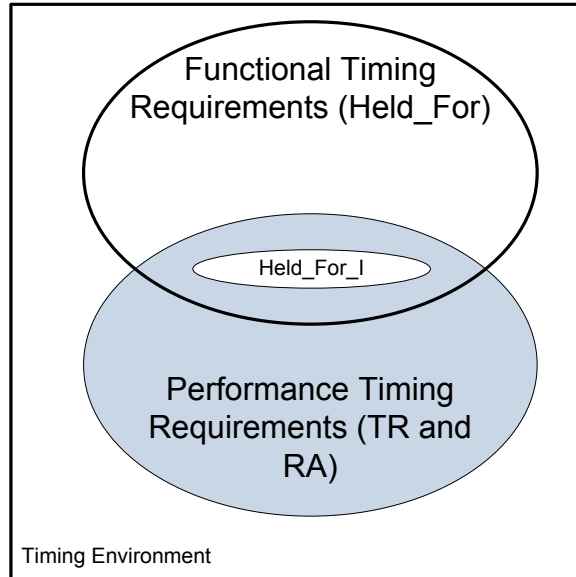 Functional Timing
Requirements (Held_For)
Held_For_I
Performance Timing
Requirements (TR and
RA)
Timing Environment